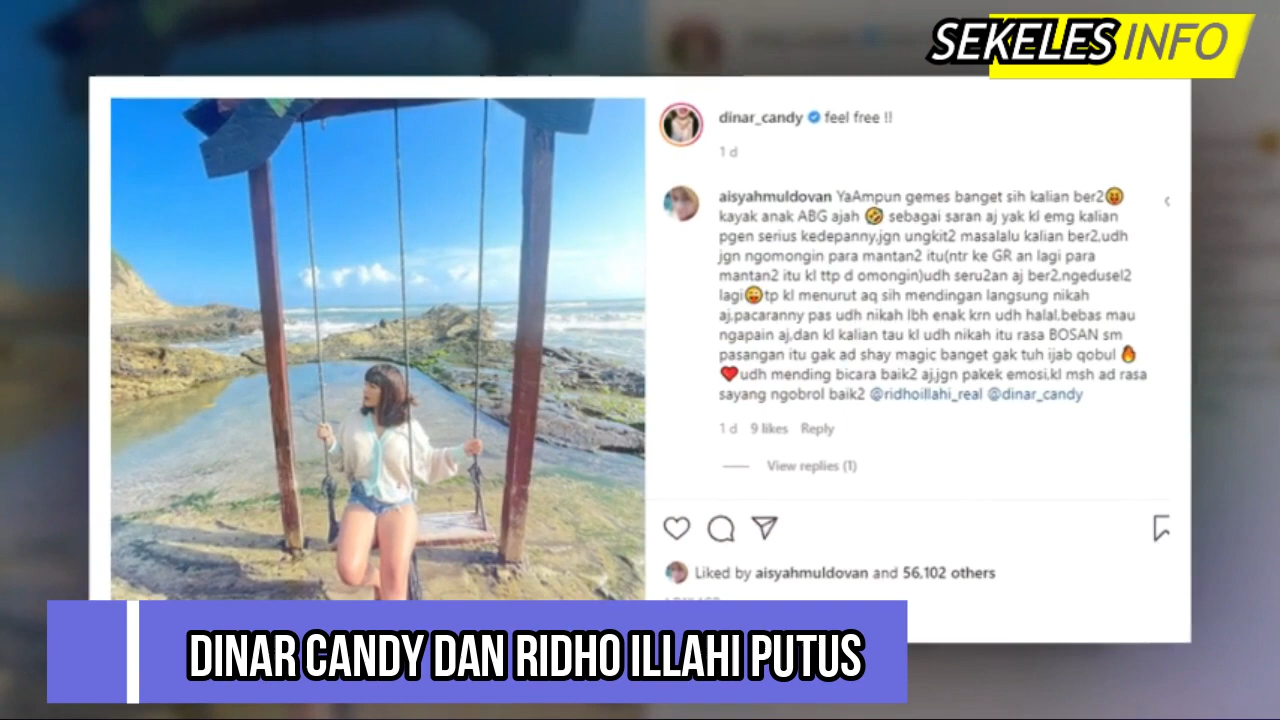 SEKELES INFO
dinar_candy feel free !!
1 d
aisyahmuldovan YaAmpun gemes banget sih kalian ber2😛
kayak anak ABG ajah 🤣 sebagai saran aj yak kl emg kalian
pgen serius kedepanny,jgn ungkit2 masalalu kalian ber2.udh
jgn ngomongin para mantan2 itu(ntr ke GR an lagi para
mantan2 itu kl ttp d omongin)udh seru2an aj ber2,ngedusel2
lagi😜tp kl menurut aq sih mendingan langsung nikah
aj,pacaranny pas udh nikah lbh enak krn udh halal.bebas mau
ngapain aj,dan kl kalian tau kl udh nikah itu rasa BOSAN sm
pasangan itu gak ad shay magic banget gak tuh ijab qobul 🔥
❤️udh mending bicara baik2 aj,jgn pakek emosi.kl msh ad rasa
sayang ngobrol baik2 @ridhoillahi_real @dinar_candy
1 d 9 likes Reply
View replies (1)
Liked by aisyahmuldovan and 56,102 others
DINAR CANDY DAN RIDHO ILLAHI PUTUS